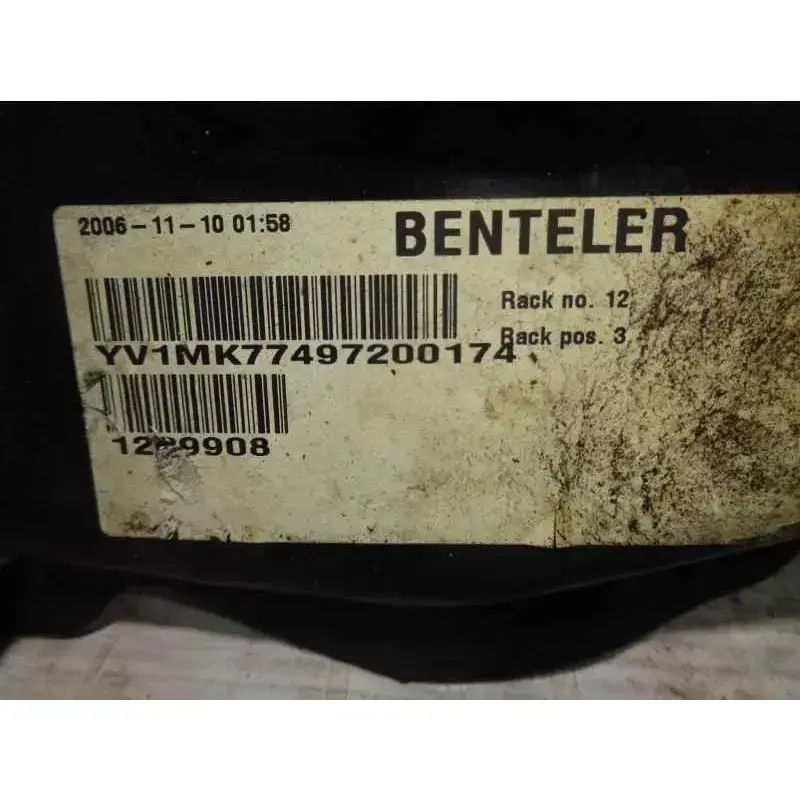 2006-11-10 01:58
BENTELER
Rack no. 12
Rack pos. 3
YV1MK77497200174